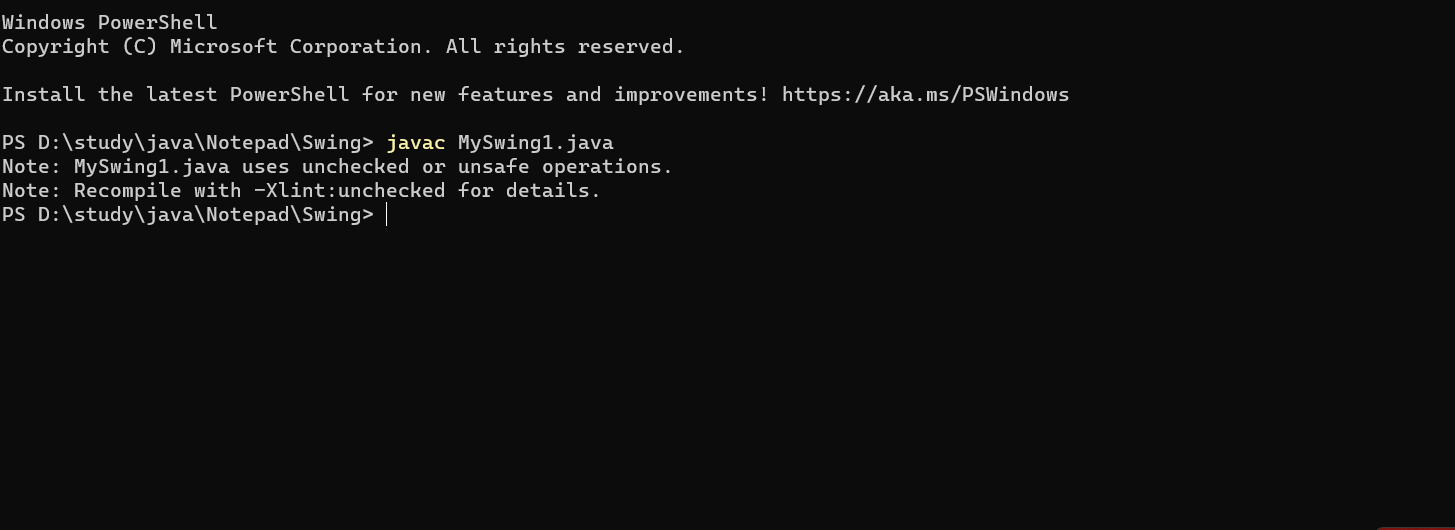 Windows PowerShell
Copyright (C) Microsoft Corporation. All rights reserved.
Install the latest PowerShell for new features and improvements! https://aka.ms/PSWindows
PS D:\study\java\Notepad\Swing> javac MySwing1.java
Note: MySwing1.java uses unchecked or unsafe operations.
Note: Recompile with -Xlint:unchecked for details.
PS D:\study\java\Notepad\Swing>